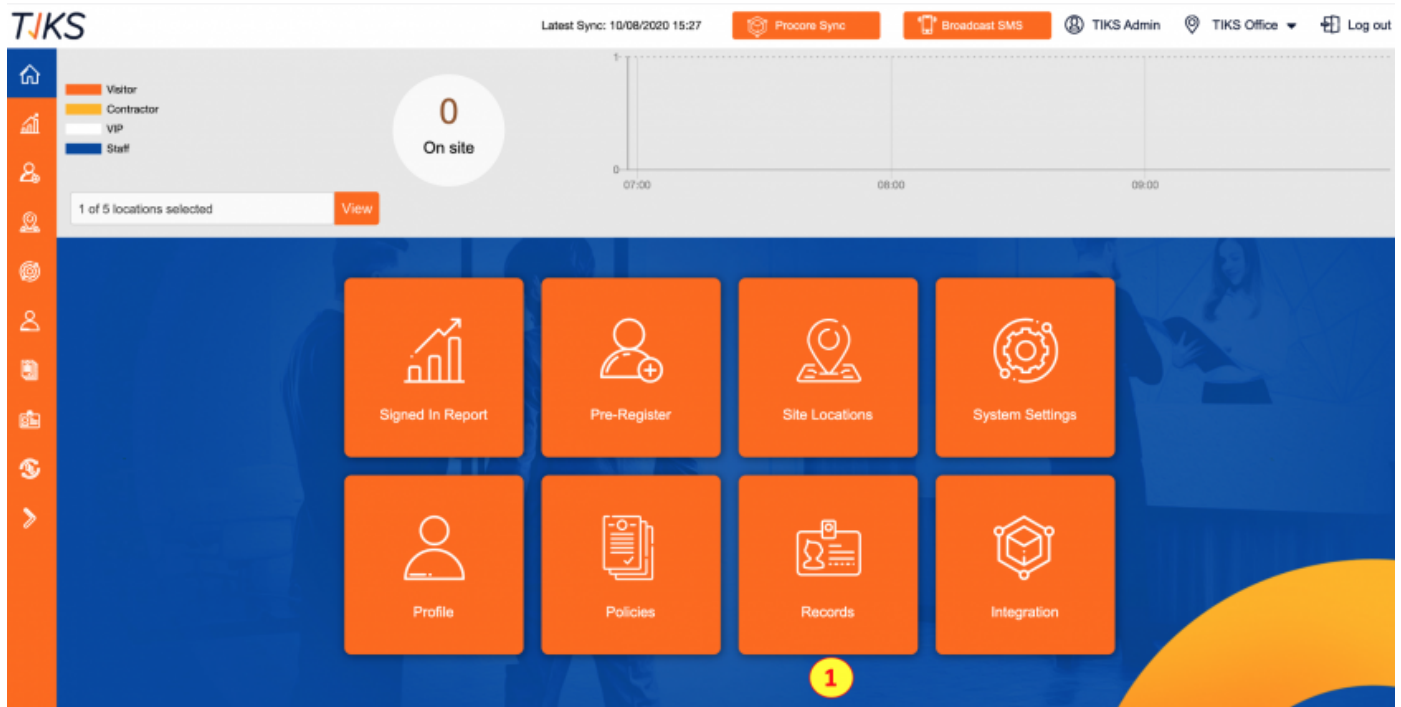 TIKS
Latest Sync: 10/08/2020 15:27
Procore Sync
Broadcast SMS
TIKS Admin
TIKS Office
Log out
Visitor
Contractor
VIP
Staff
0
On site
1
0
07:00
08:00
09:00
1 of 5 locations selected
View
Signed In Report
Pre-Register
Site Locations
System Settings
Profile
Policies
Records
Integration
1